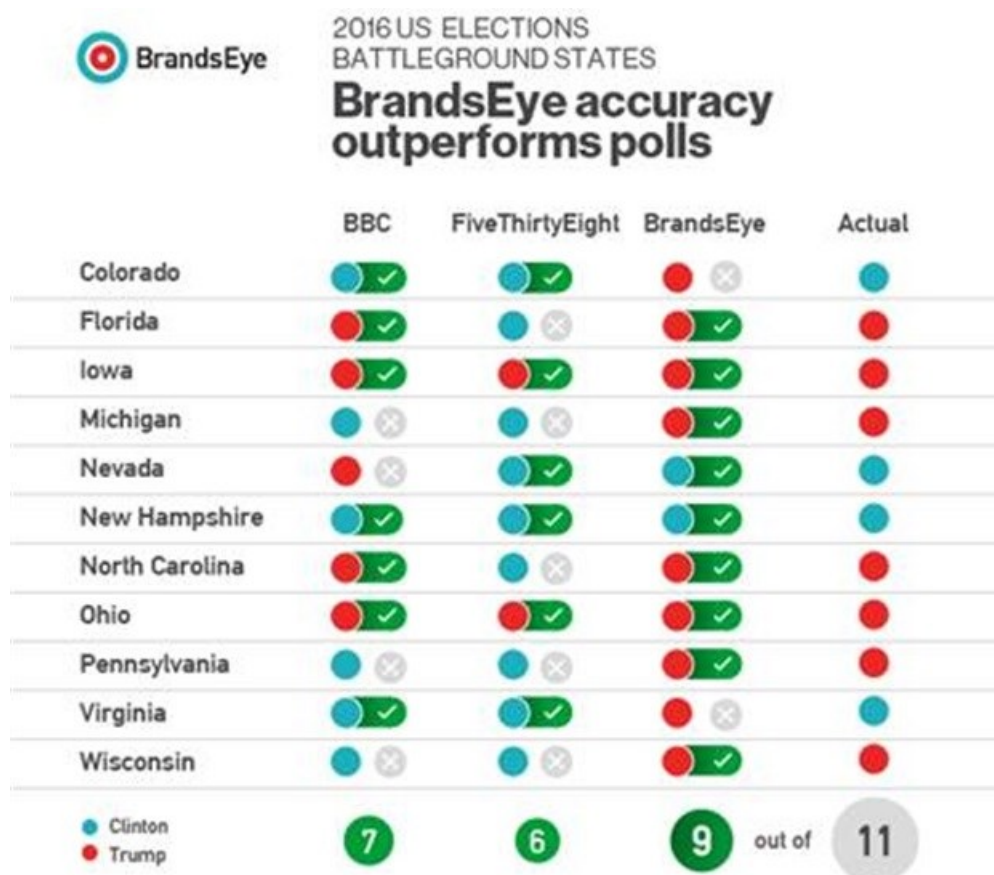 BrandsEye
2016 US ELECTIONS
BATTLEGROUND STATES
BrandsEye accuracy
outperforms polls
BBC FiveThirtyEight BrandsEye Actual
Colorado
Florida
Iowa
Michigan
Nevada
New Hampshire
North Carolina
Ohio
Pennsylvania
Virginia
Wisconsin
Clinton
Trump
7 6 9 out of 11